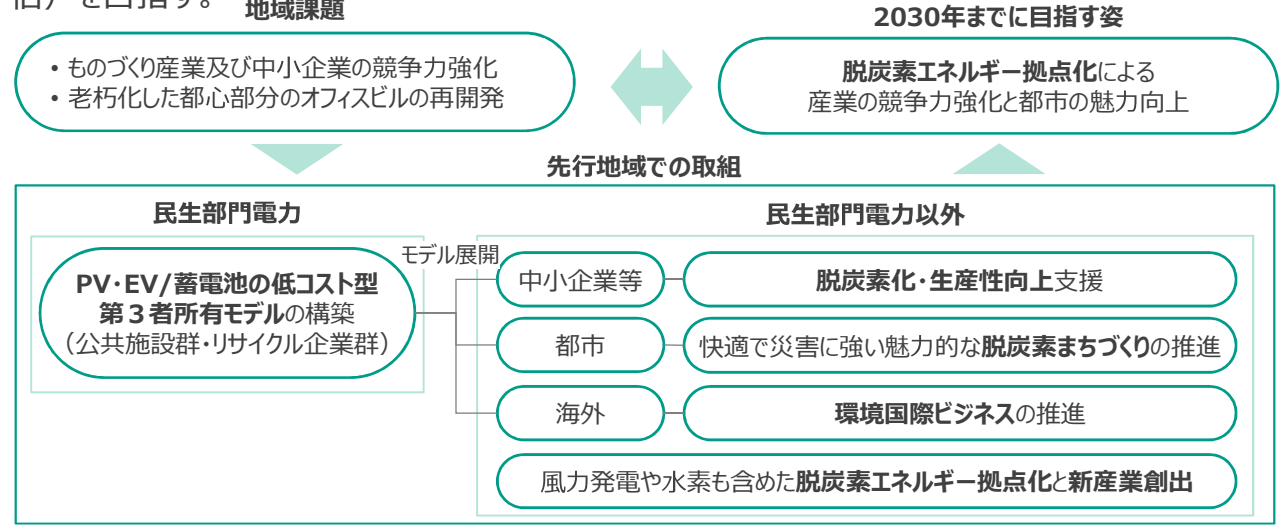 を目指す。
地域課題
・ものづくり産業及び中小企業の競争力強化
・老朽化した都心部分のオフィスビルの再開発
2030年までに目指す姿
脱炭素エネルギー拠点化による
産業の競争力強化と都市の魅力向上
先行地域での取組
民生部門電力
PV・EV/蓄電池の低コスト型
第3者所有モデルの構築
（公共施設群・リサイクル企業群）
モデル展開
民生部門電力以外
中小企業等
脱炭素化・生産性向上支援
都市
快適で災害に強い魅力的な脱炭素まちづくりの推進
海外
環境国際ビジネスの推進
風力発電や水素も含めた脱炭素エネルギー拠点化と新産業創出